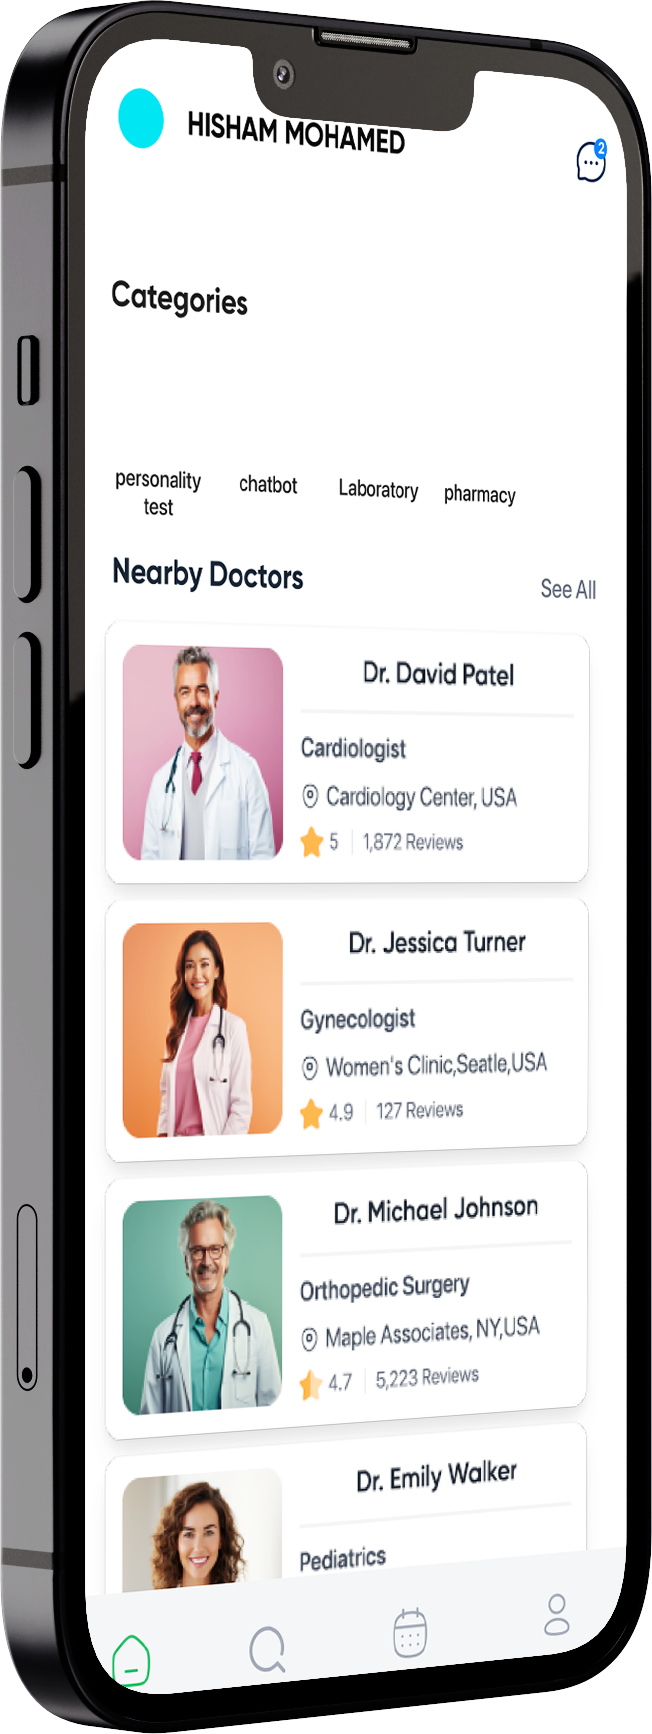 HISHAM MOHAMED
2
Categories
personality
test
chatbot
Laboratory
pharmacy
Nearby Doctors
See All
Dr. David Patel
Cardiologist
Cardiology Center, USA
5 | 1,872 Reviews
Dr. Jessica Turner
Gynecologist
Women's Clinic,Seatle,USA
4.9 | 127 Reviews
Dr. Michael Johnson
Orthopedic Surgery
Maple Associates, NY,USA
4.7 | 5,223 Reviews
Dr. Emily Walker
Pediatrics